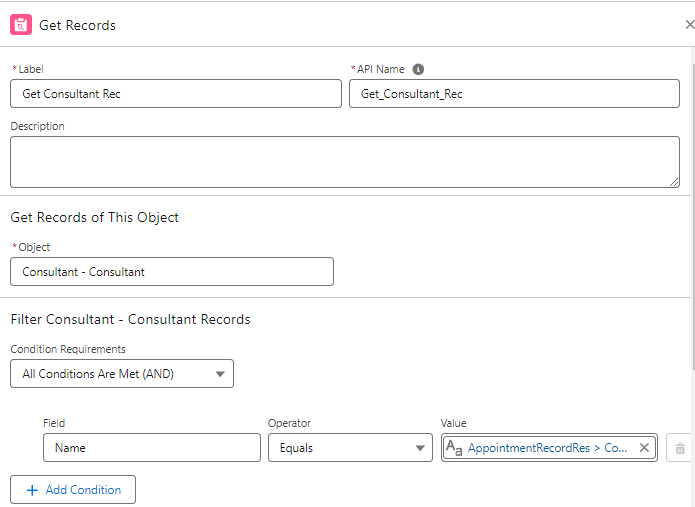 Get Records
*Label
*API Name
Get Consultant Rec
Get_Consultant_Rec
Description
Get Records of This Object
*Object
Consultant - Consultant
Filter Consultant - Consultant Records
Condition Requirements
All Conditions Are Met (AND)
Field
Operator
Value
Name
Equals
Aa AppointmentRecordRes > Co...
+ Add Condition